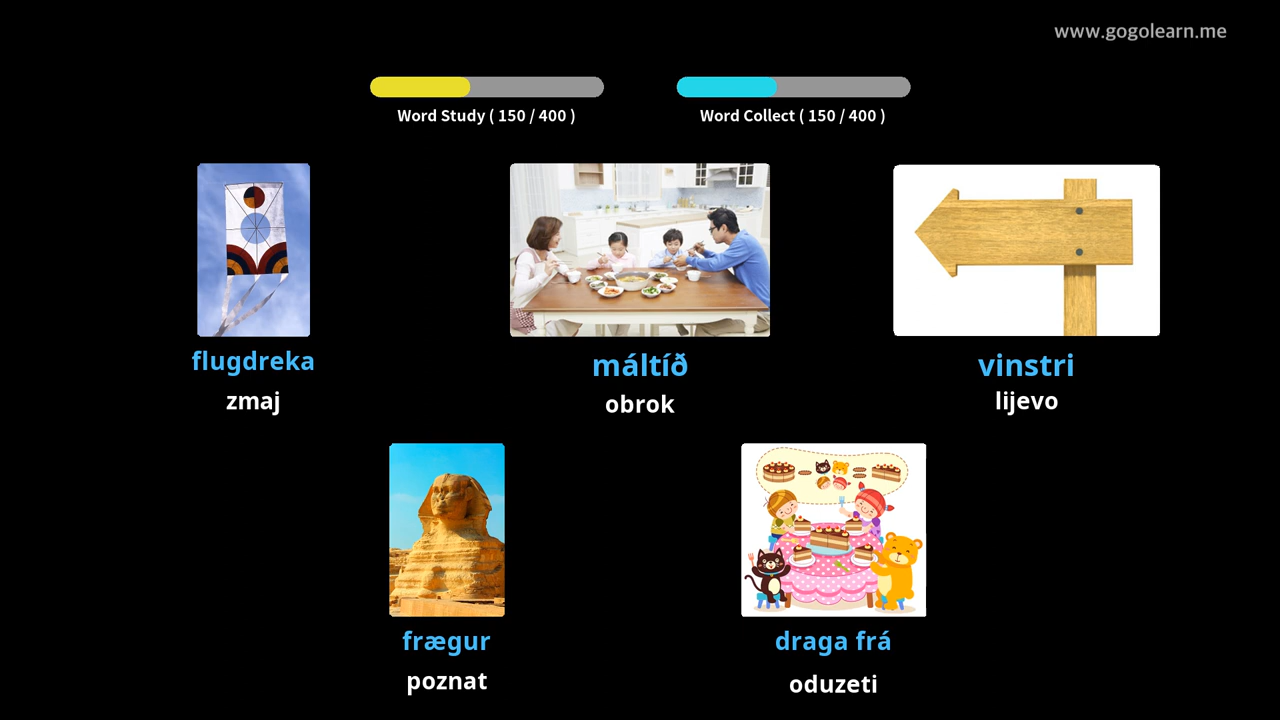 www.gogolearn.me
Word Study ( 150 / 400 )
Word Collect ( 150 / 400 )
flugdreka
zmaj
máltíð
obrok
vinstri
lijevo
frægur
poznat
draga frá
oduzeti